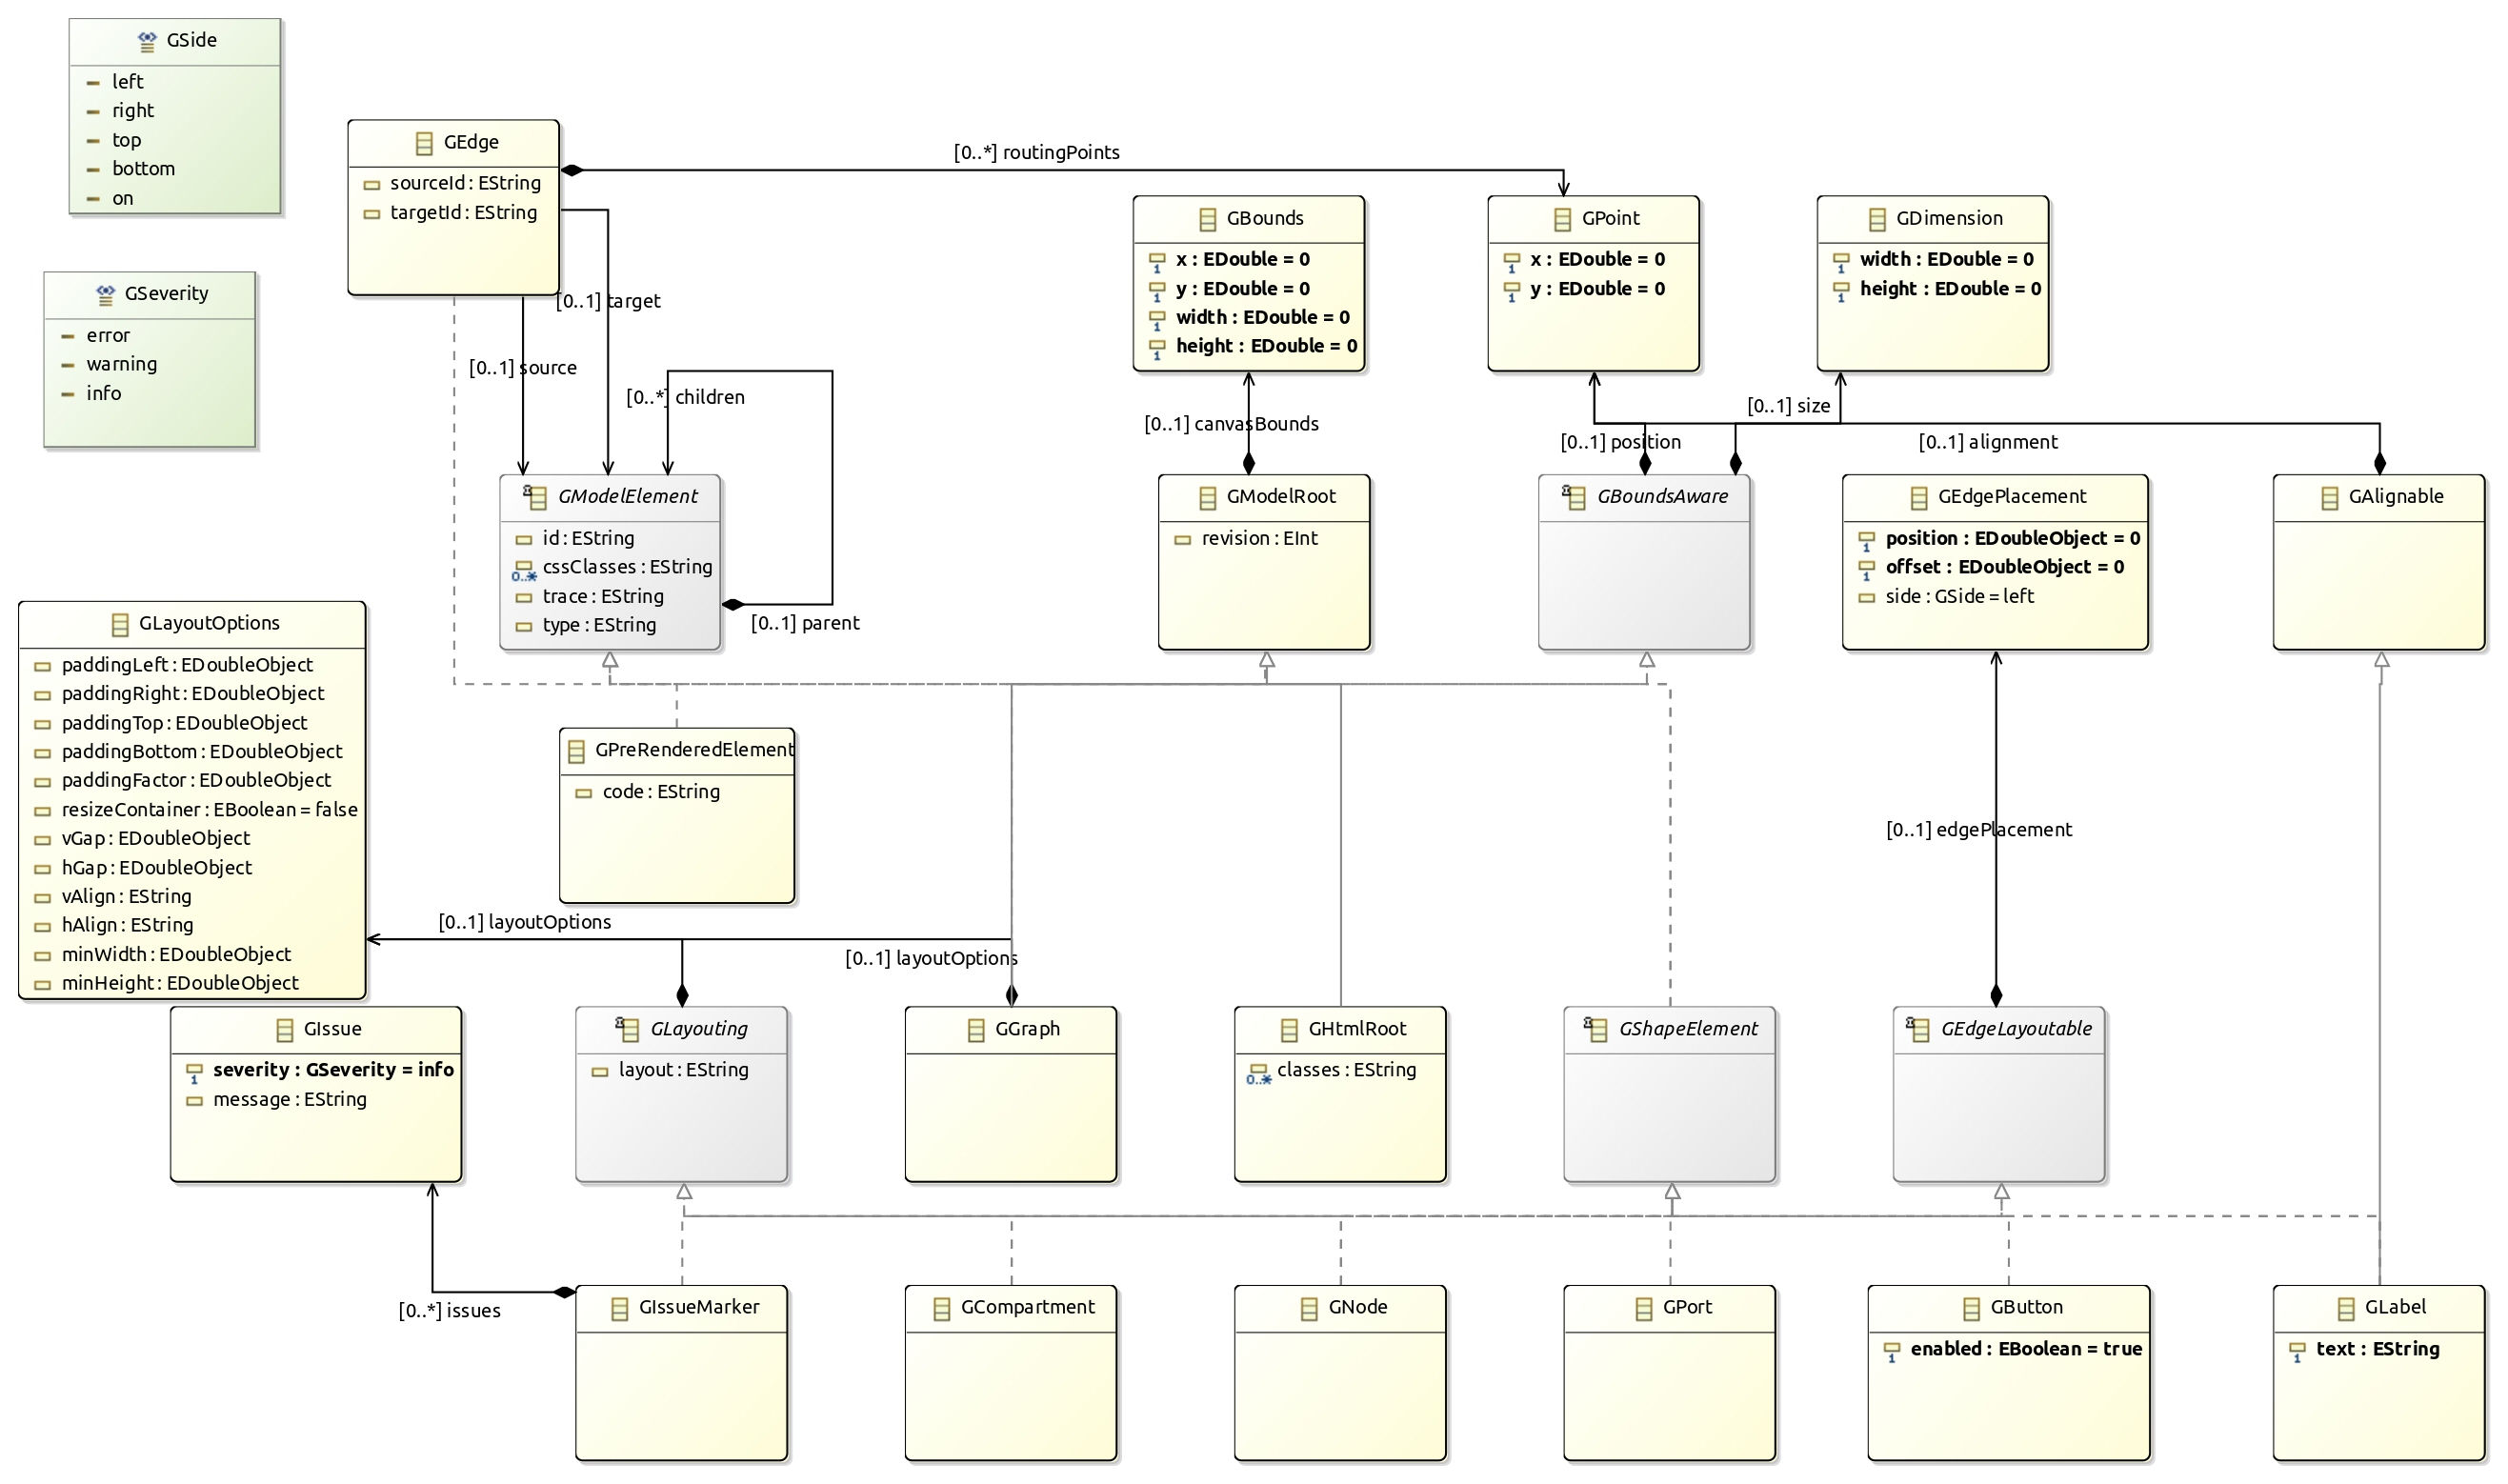 GSide
left
right
top
bottom
on
GEdge
sourceId : EString
targetId : EString
[0..*] routingPoints
GBounds
x : EDouble = 0
y : EDouble = 0
width : EDouble = 0
height : EDouble = 0
GPoint
x : EDouble = 0
y : EDouble = 0
GDimension
width : EDouble = 0
height : EDouble = 0
GSeverity
error
warning
info
[0..1] target
[0..1] source
[0..*] children
[0..1] canvasBounds
[0..1] size
[0..1] position
[0..1] alignment
GModelElement
id : EString
0..* cssClasses : EString
trace : EString
type : EString
[0..1] parent
GModelRoot
revision : EInt
GBoundsAware
GEdgePlacement
position : EDoubleObject = 0
offset : EDoubleObject = 0
side : GSide = left
GAlignable
GLayoutOptions
paddingLeft : EDoubleObject
paddingRight : EDoubleObject
paddingTop : EDoubleObject
paddingBottom : EDoubleObject
paddingFactor : EDoubleObject
resizeContainer : EBoolean = false
vGap : EDoubleObject
hGap : EDoubleObject
vAlign : EString
hAlign : EString
minWidth : EDoubleObject
minHeight : EDoubleObject
GPreRenderedElement
code : EString
[0..1] edgePlacement
[0..1] layoutOptions
[0..1] layoutOptions
GIssue
severity : GSeverity = info
message : EString
GLayouting
layout : EString
GGraph
GHtmlRoot
0..* classes : EString
GShapeElement
GEdgeLayoutable
[0..*] issues
GIssueMarker
GCompartment
GNode
GPort
GButton
enabled : EBoolean = true
GLabel
text : EString